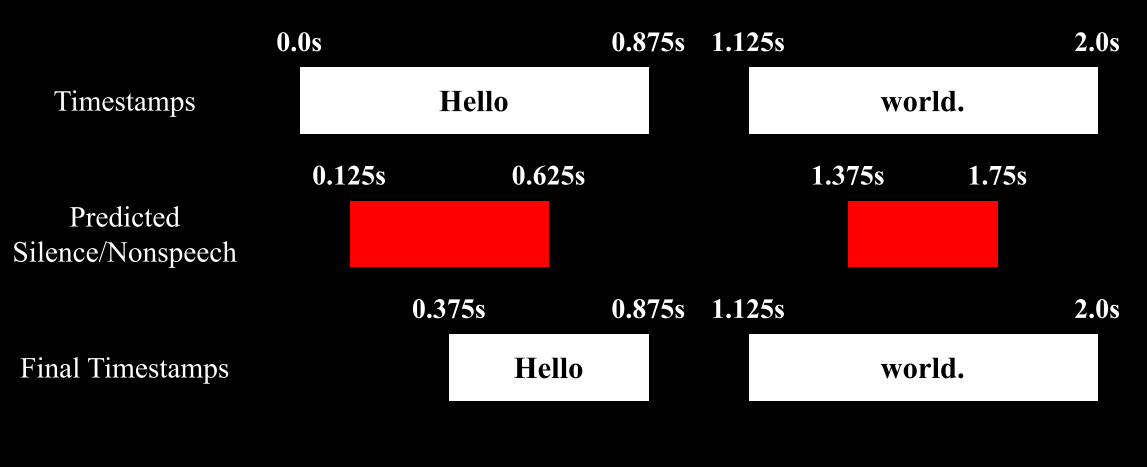 0.0s 0.875s 1.125s 2.0s
Timestamps Hello world.
0.125s 0.625s 1.375s 1.75s
Predicted
Silence/Nonspeech
0.375s 0.875s 1.125s 2.0s
Final Timestamps Hello world.